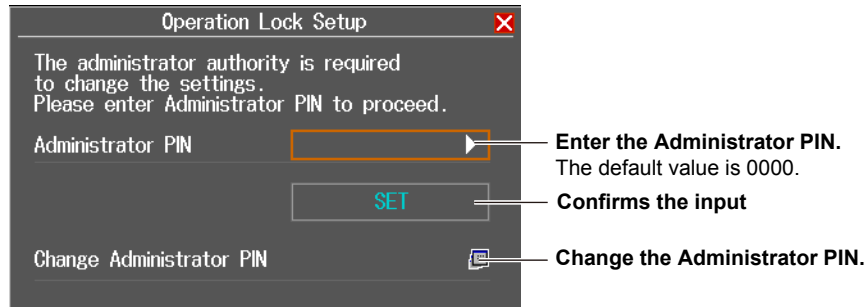 Operation Lock Setup
The administrator authority is required
to change the settings.
Please enter Administrator PIN to proceed.
Administrator PIN
Enter the Administrator PIN.
The default value is 0000.
SET
Confirms the input
Change Administrator PIN
Change the Administrator PIN.